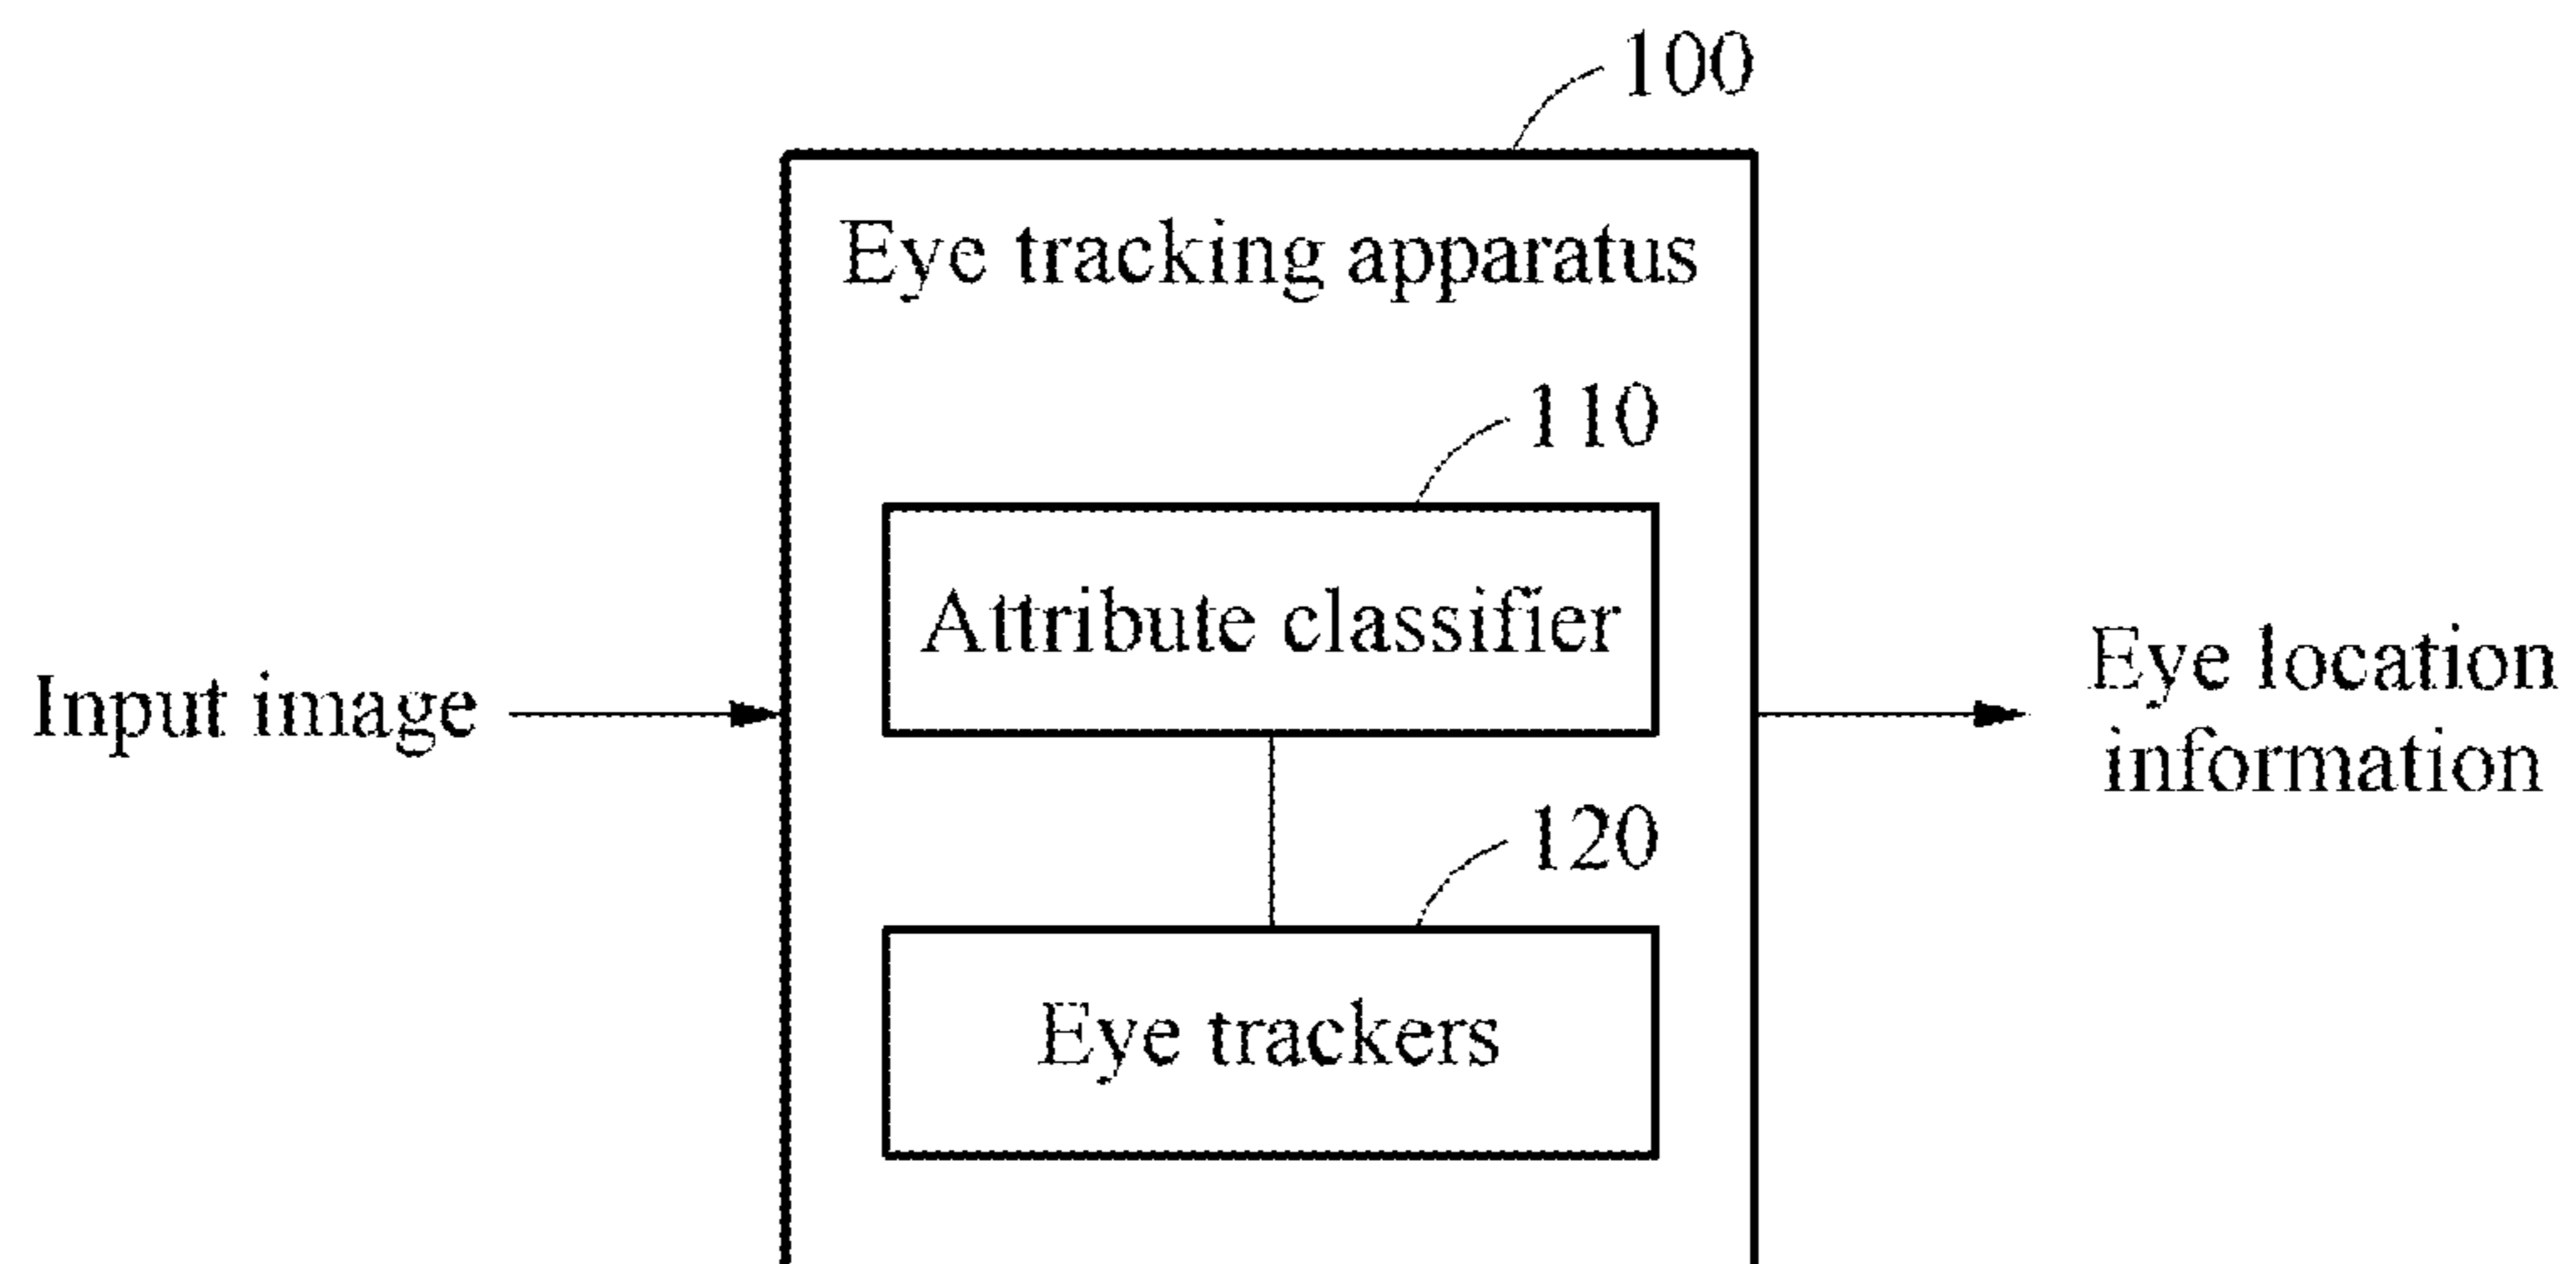 100
Eye tracking apparatus
110
Attribute classifier
Input image
Eye location
information
120
Eye trackers